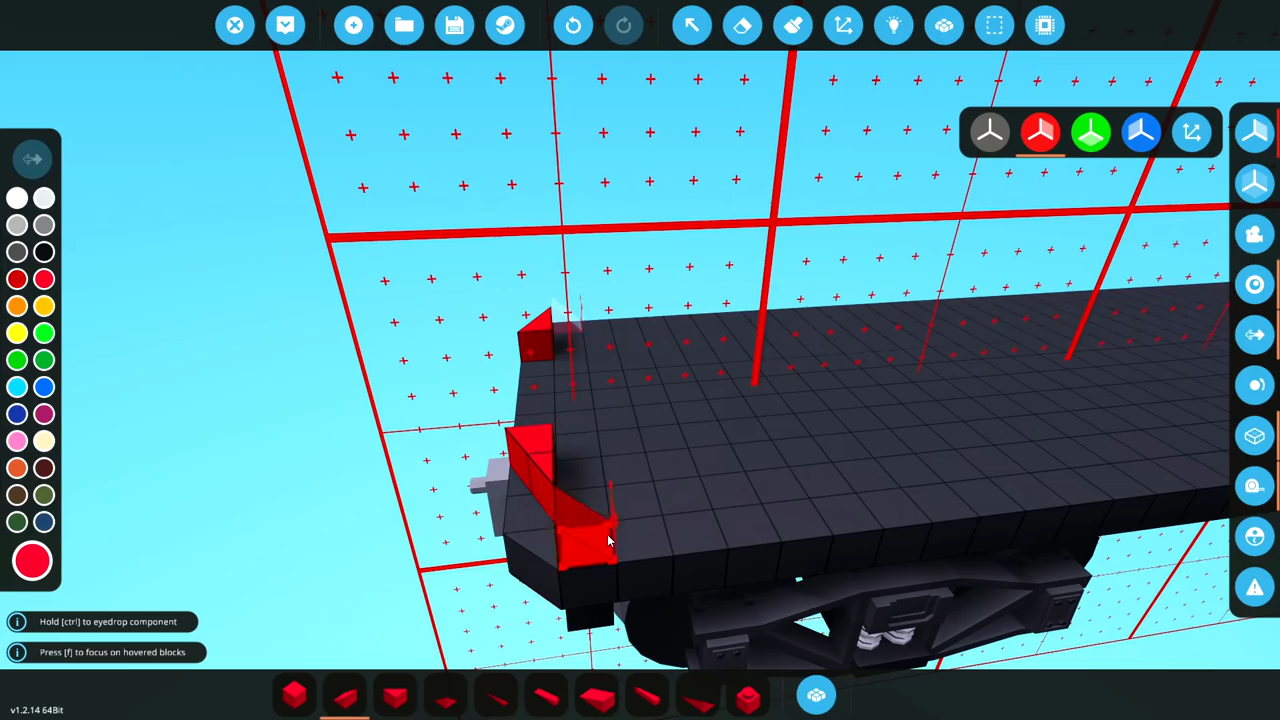 Hold [ctrl] to eyedrop component
Press [f] to focus on hovered blocks
v1.2.14 64Bit